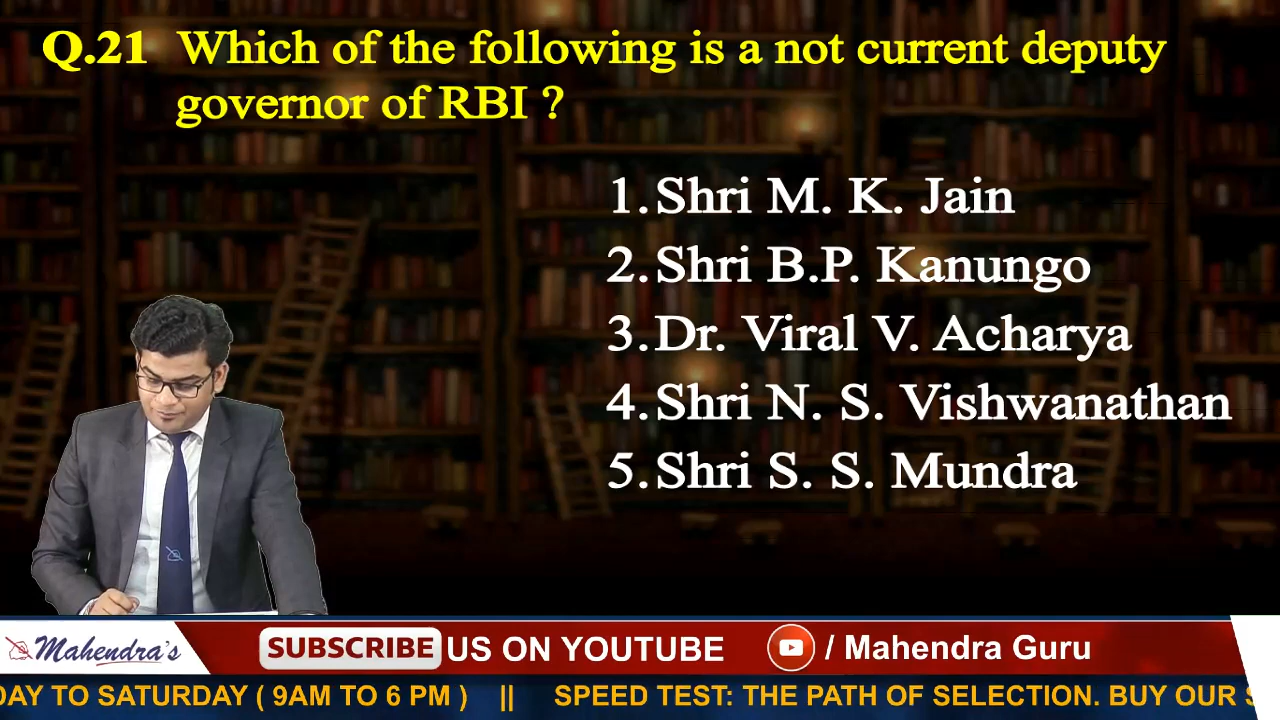 Q.21 Which of the following is a not current deputy
governor of RBI ?
1. Shri M. K. Jain
2. Shri B.P. Kanungo
3. Dr. Viral V. Acharya
4. Shri N. S. Vishwanathan
5. Shri S. S. Mundra
Mahendra's SUBSCRIBE US ON YOUTUBE / Mahendra Guru
DAY TO SATURDAY ( 9AM TO 6 PM ) || SPEED TEST: THE PATH OF SELECTION. BUY OUR